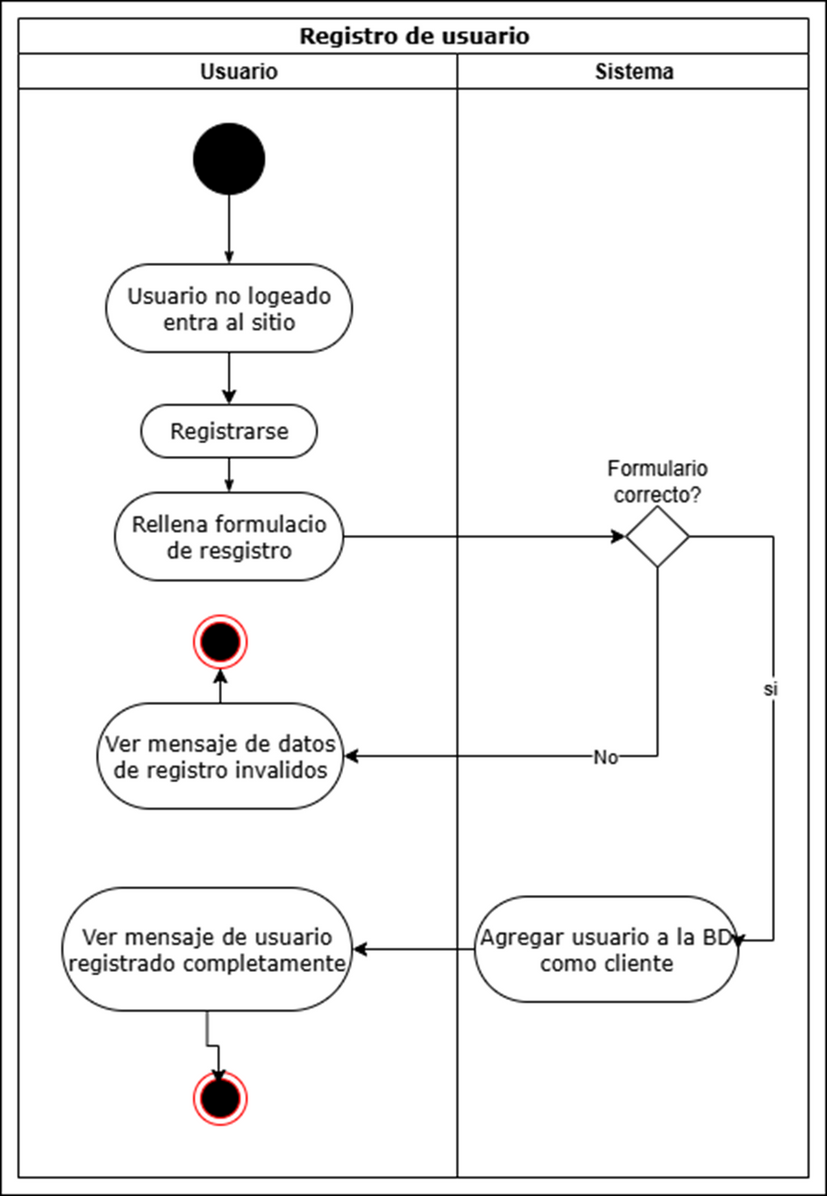 Registro de usuario
Usuario
Sistema
Usuario no logeado
entra al sitio
Registrarse
Formulario
correcto?
Rellena formulacio
de resgistro
si
Ver mensaje de datos
de registro invalidos
No
Ver mensaje de usuario
registrado completamente
Agregar usuario a la BD
como cliente